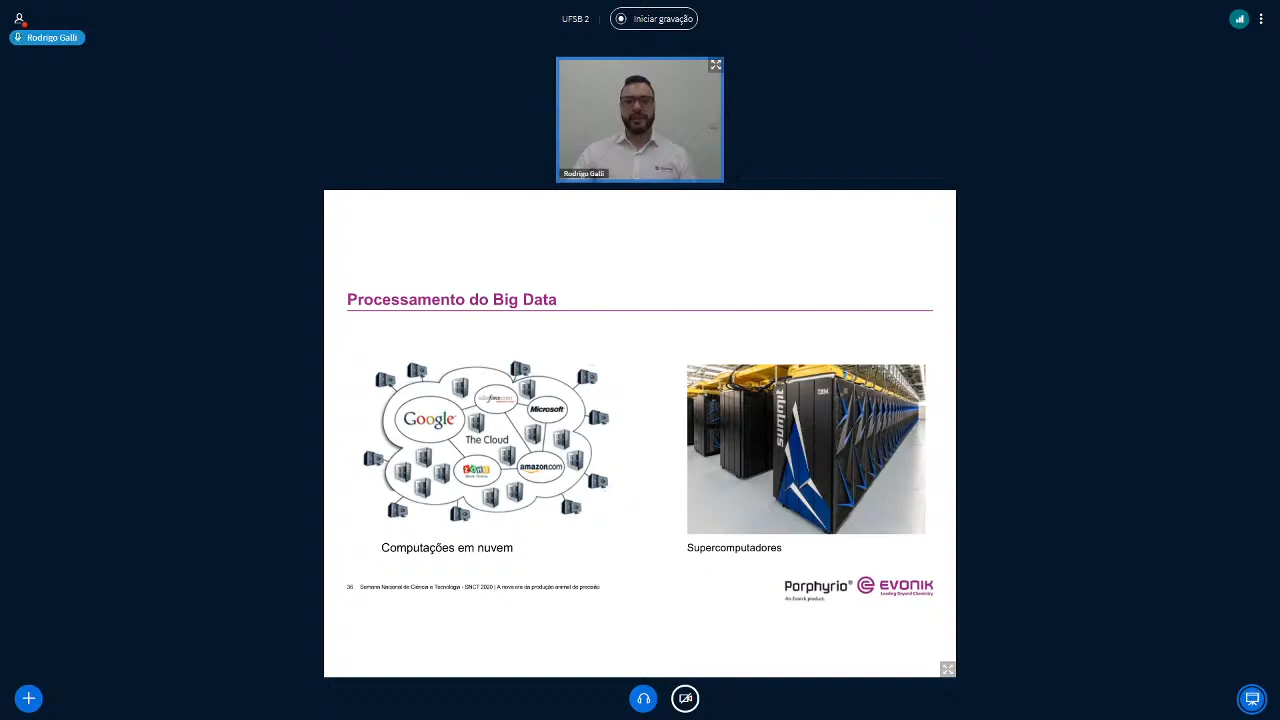 UFSB 2
Iniciar gravação
Rodrigo Galli
Rodrigo Galli
Processamento do Big Data
Google
salesforce.com
Microsoft
The Cloud
ZOHO
amazon.com
summit
IBM
Computações em nuvem
Supercomputadores
36 Semana Nacional de Ciência e Tecnologia - SNCT 2020 | A nova era da produção animal de precisão
Porphyrio®
An Evonik product.
EVONIK
Leading Beyond Chemistry